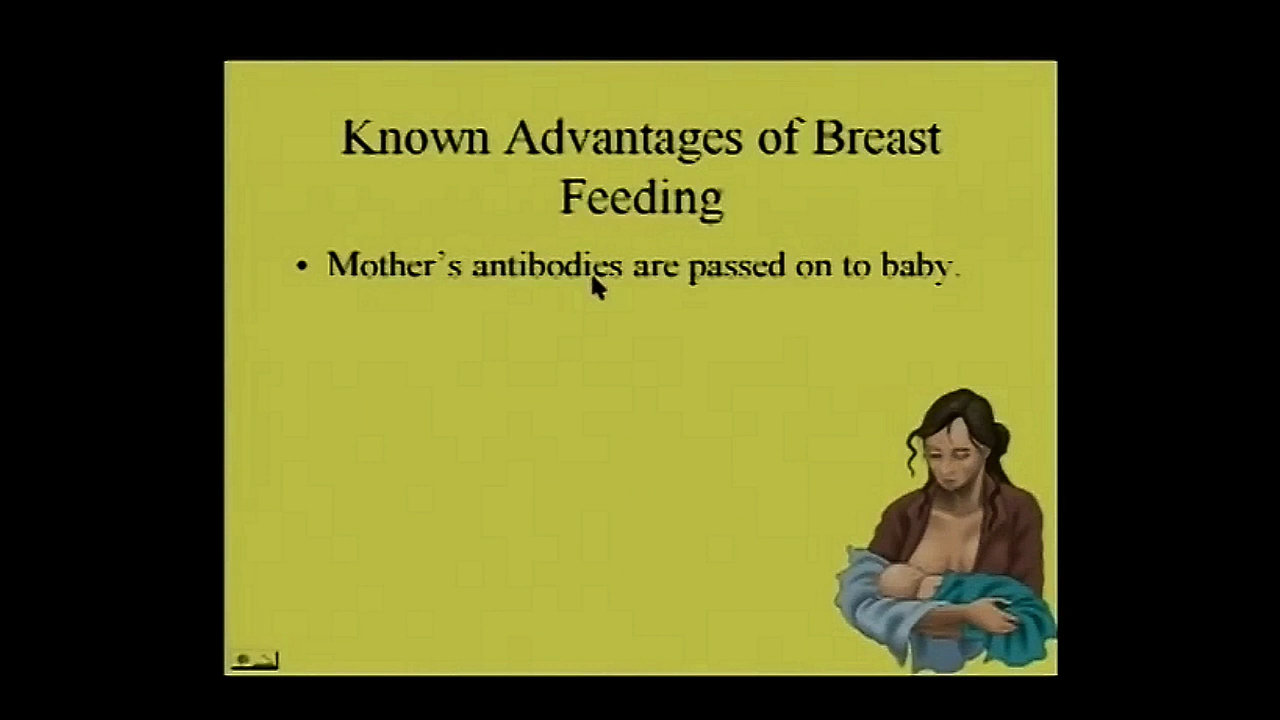 Known Advantages of Breast
Feeding
• Mother's antibodies are passed on to baby.